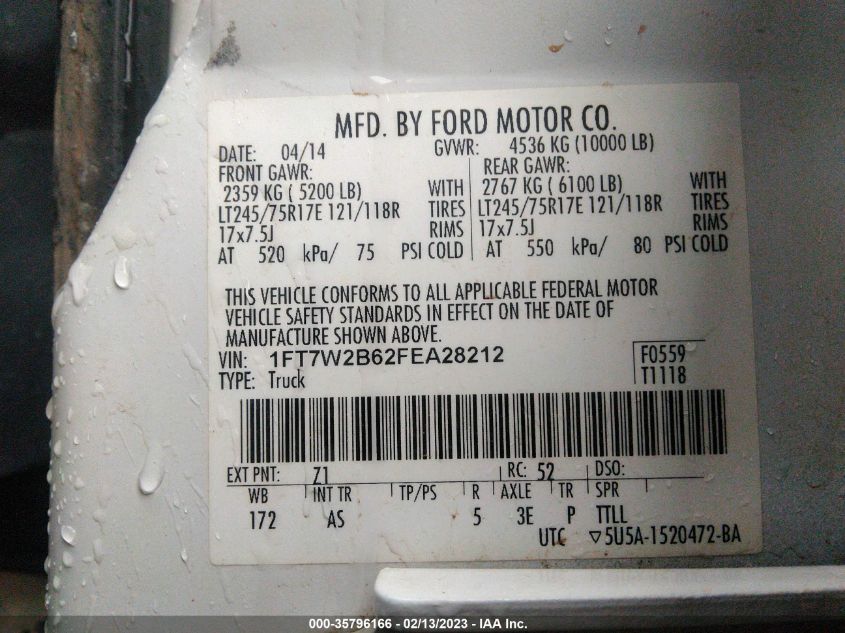 MFD. BY FORD MOTOR CO.
DATE: 04/14 GVWR: 4536 KG (10000 LB)
FRONT GAWR: REAR GAWR:
2359 KG ( 5200 LB) WITH 2767 KG ( 6100 LB) WITH
LT245/75R17E 121/118R TIRES LT245/75R17E 121/118R TIRES
17x7.5J RIMS 17x7.5J RIMS
AT 520 kPa/ 75 PSI COLD AT 550 kPa/ 80 PSI COLD
THIS VEHICLE CONFORMS TO ALL APPLICABLE FEDERAL MOTOR
VEHICLE SAFETY STANDARDS IN EFFECT ON THE DATE OF
MANUFACTURE SHOWN ABOVE.
VIN: 1FT7W2B62FEA28212 F0559
TYPE: Truck T1118
EXT PNT: Z1 RC: 52 DSO:
WB INT TR TP/PS R AXLE TR SPR
172 AS 5 3E P TTLL
UTC ▽5U5A-1520472-BA
000-35796166 - 02/13/2023 - IAA Inc.